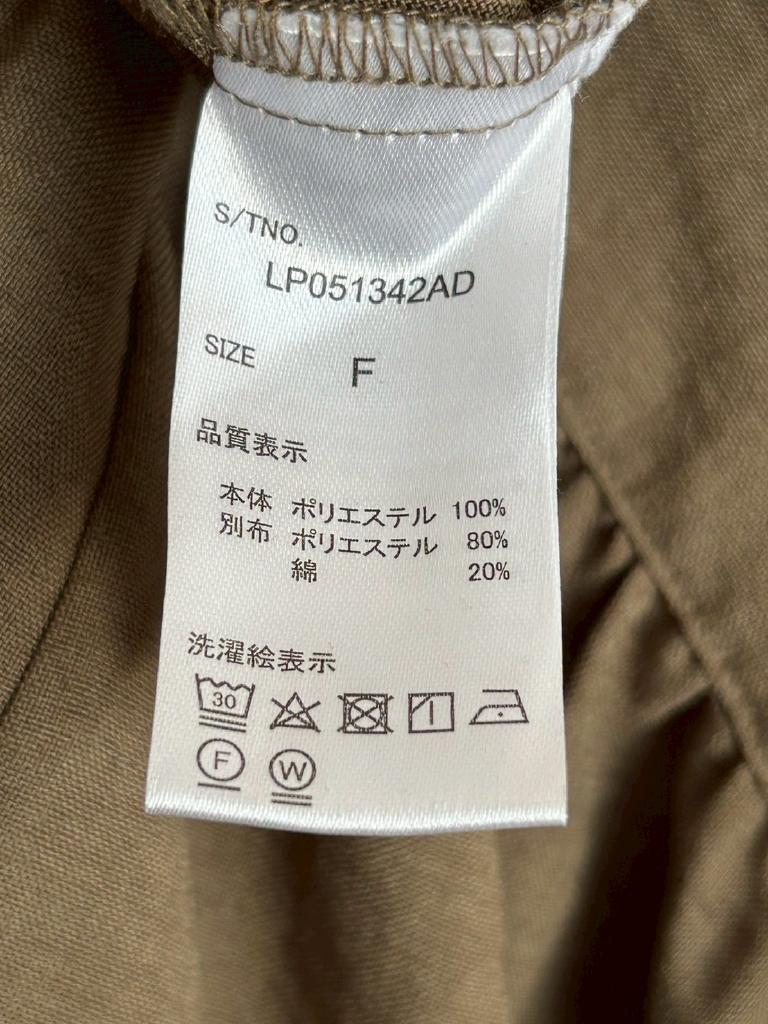 S/TNO.
LP051342AD
SIZE F
品質表示
本体 ポリエステル 100%
別布 ポリエステル 80%
綿 20%
洗濯絵表示
30
F W